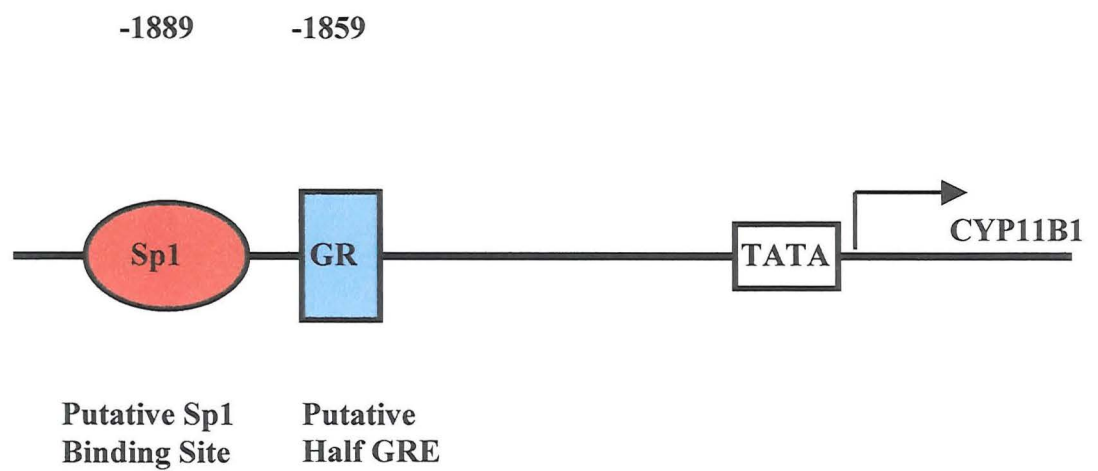 -1889 -1859
CYP11B1
Sp1 GR TATA
Putative Sp1 Putative
Binding Site Half GRE